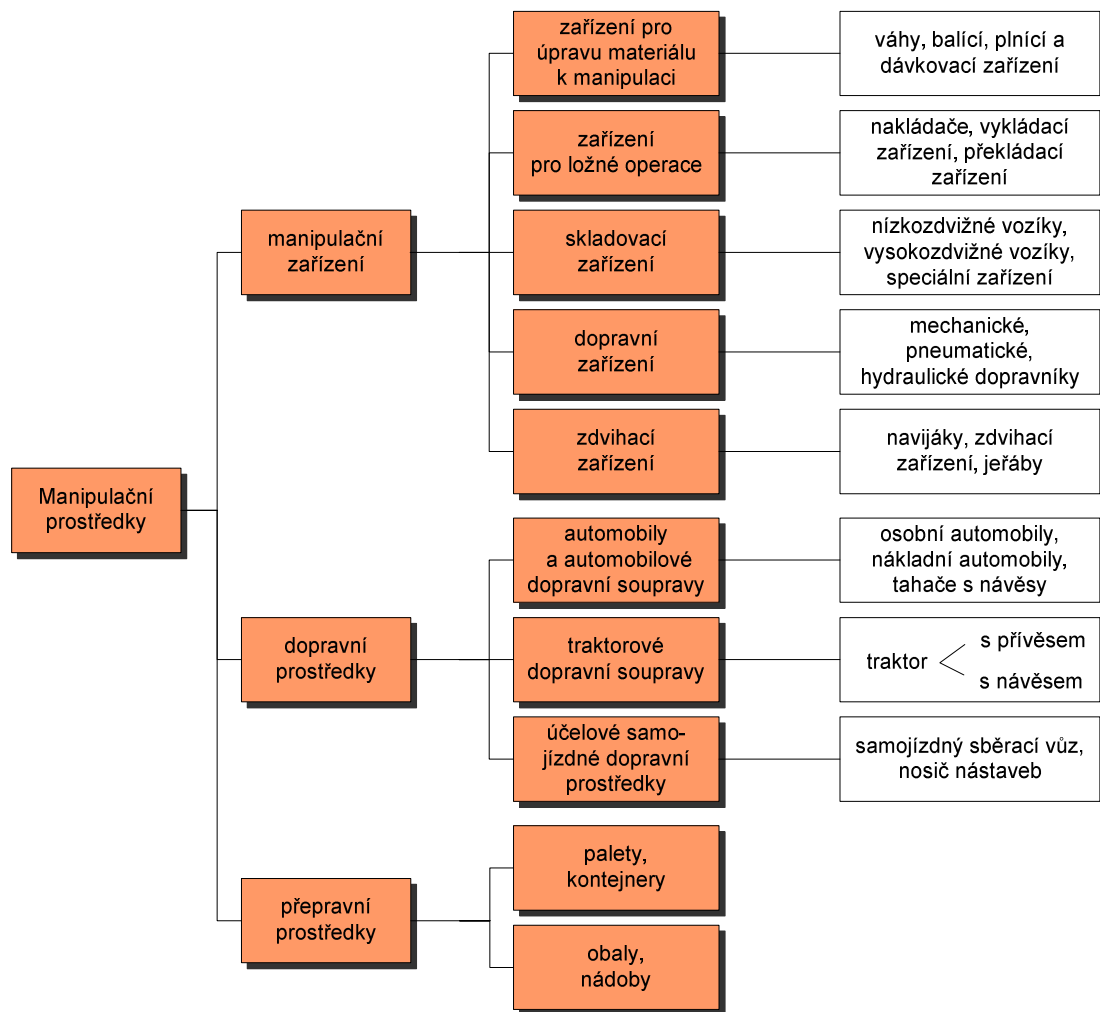 Manipulační
prostředky
manipulační
zařízení
zařízení pro
úpravu materiálu
k manipulaci
váhy, balící, plnící a
dávkovací zařízení
zařízení
pro ložné operace
nakládače, vykládací
zařízení, překládací
zařízení
skladovací
zařízení
nízkozdvižné vozíky,
vysokozdvižné vozíky,
speciální zařízení
dopravní
zařízení
mechanické,
pneumatické,
hydraulické dopravníky
zdvihací
zařízení
navijáky, zdvihací
zařízení, jeřáby
dopravní
prostředky
automobily
a automobilové
dopravní soupravy
osobní automobily,
nákladní automobily,
tahače s návěsy
traktorové
dopravní soupravy
traktor
s přívěsem
s návěsem
účelové samo-
jízdné dopravní
prostředky
samojízdný sběrací vůz,
nosič nástaveb
přepravní
prostředky
palety,
kontejnery
obaly,
nádoby